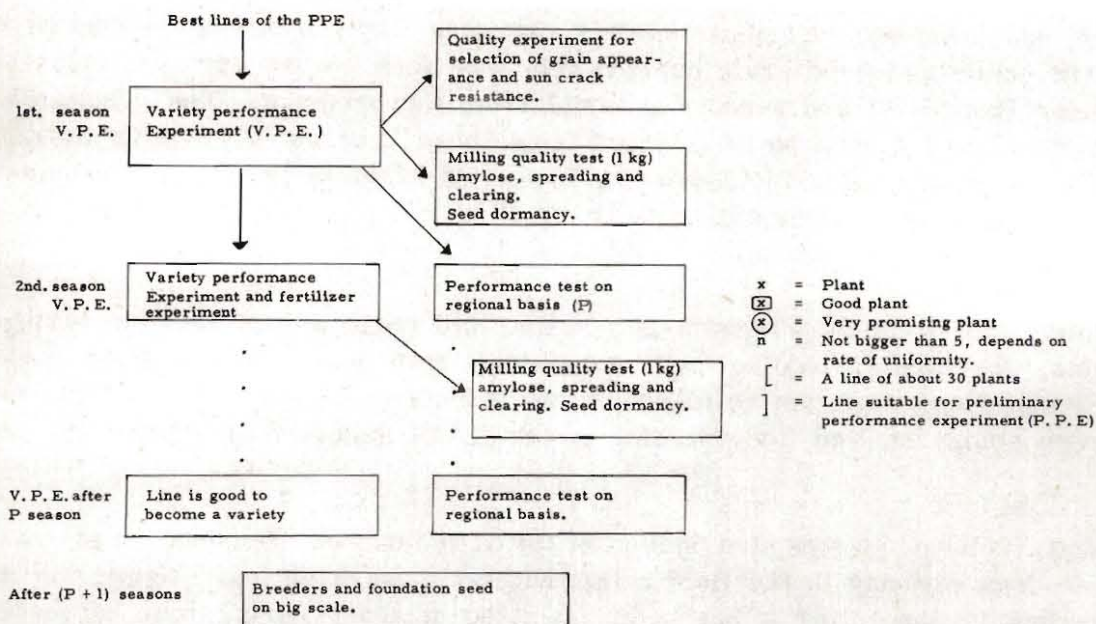 Best lines of the PPE
Quality experiment for
selection of grain appear-
ance and suncrack
resistance.
1st. season
V. P. E.
Variety performance
Experiment (V. P. E.)
Milling quality test (1 kg)
amylose, spreading and
clearing.
Seed dormancy.
2nd. season
V. P. E.
Variety performance
Experiment and fertilizer
experiment
Performance test on
regional basis (P)
x = Plant
x = Good plant
x = Very promising plant
n = Not bigger than 5, depends on
rate of uniformity.
[ = A line of about 30 plants
] = Line suitable for preliminary
performance experiment (P. P. E)
Milling quality test (1kg)
amylose, spreading and
clearing. Seed dormancy.
V. P. E. after
P season
Line is good to
become a variety
Performance test on
regional basis.
After (P + 1) seasons
Breeders and foundation seed
on big scale.